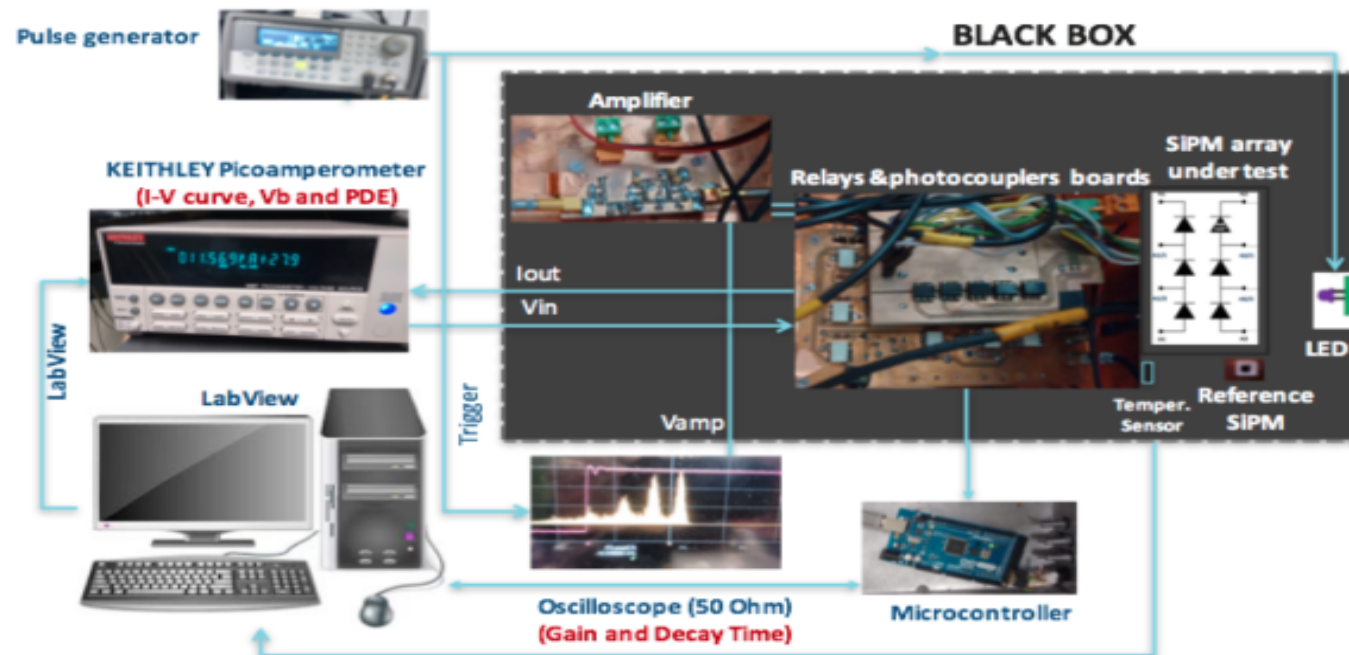 Pulse generator
BLACK BOX
Amplifier
SiPM array
under test
KEITHLEY Picoamperometer
(I-V curve, Vb and PDE)
Relays &photocouplers boards
KEITHLEY
Iout
Vin
LabView
LabView
Trigger
Vamp
LED
Temper.
Sensor
Reference
SiPM
Oscilloscope (50 Ohm)
(Gain and Decay Time)
Microcontroller